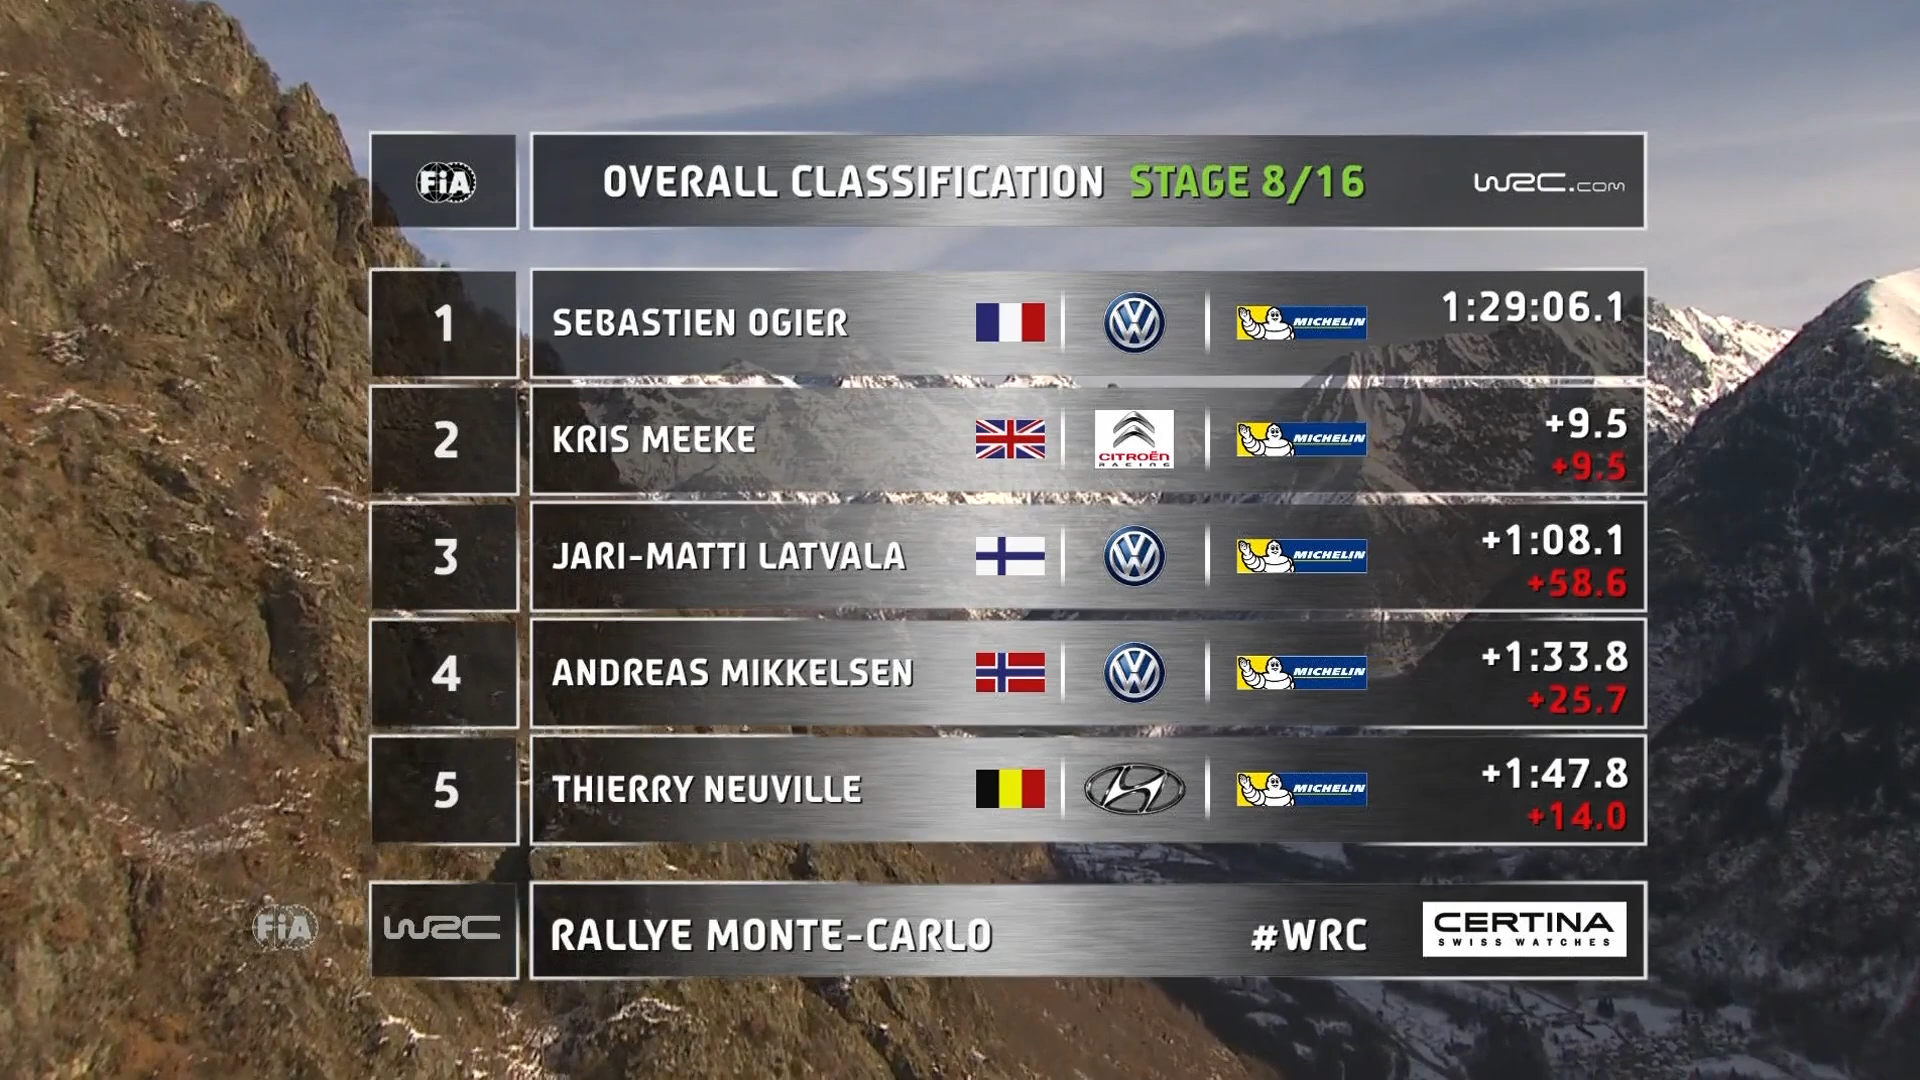 FiA
OVERALL CLASSIFICATION STAGE 8/16
WRC.com
1 SEBASTIEN OGIER MICHELIN 1:29:06.1
2 KRIS MEEKE CITROËN RACING MICHELIN +9.5
+9.5
3 JARI-MATTI LATVALA MICHELIN +1:08.1
+58.6
4 ANDREAS MIKKELSEN MICHELIN +1:33.8
+25.7
5 THIERRY NEUVILLE MICHELIN +1:47.8
+14.0
FiA
WRC RALLYE MONTE-CARLO #WRC CERTINA
SWISS WATCHES